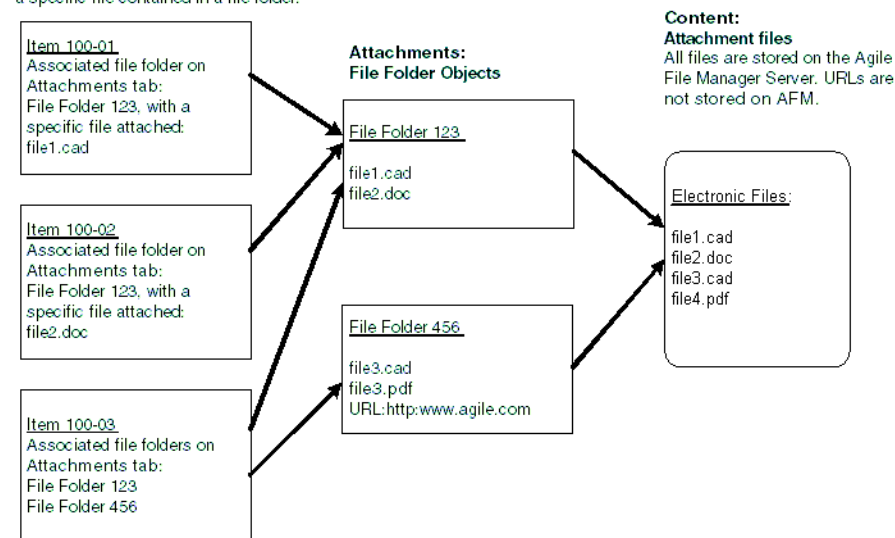 a specific file contained in a file folder.
Item 100-01
Associated file folder on
Attachments tab:
File Folder 123, with a
specific file attached:
file1.cad
Item 100-02
Associated file folder on
Attachments tab:
File Folder 123, with a
specific file attached:
file2.doc
Item 100-03
Associated file folders on
Attachments tab:
File Folder 123
File Folder 456
Attachments:
File Folder Objects
File Folder 123
file1.cad
file2.doc
File Folder 456
file3.cad
file3.pdf
URL:http:www.agile.com
Content:
Attachment files
All files are stored on the Agile
File Manager Server. URLs are
not stored on AFM.
Electronic Files:
file1.cad
file2.doc
file3.cad
file4.pdf